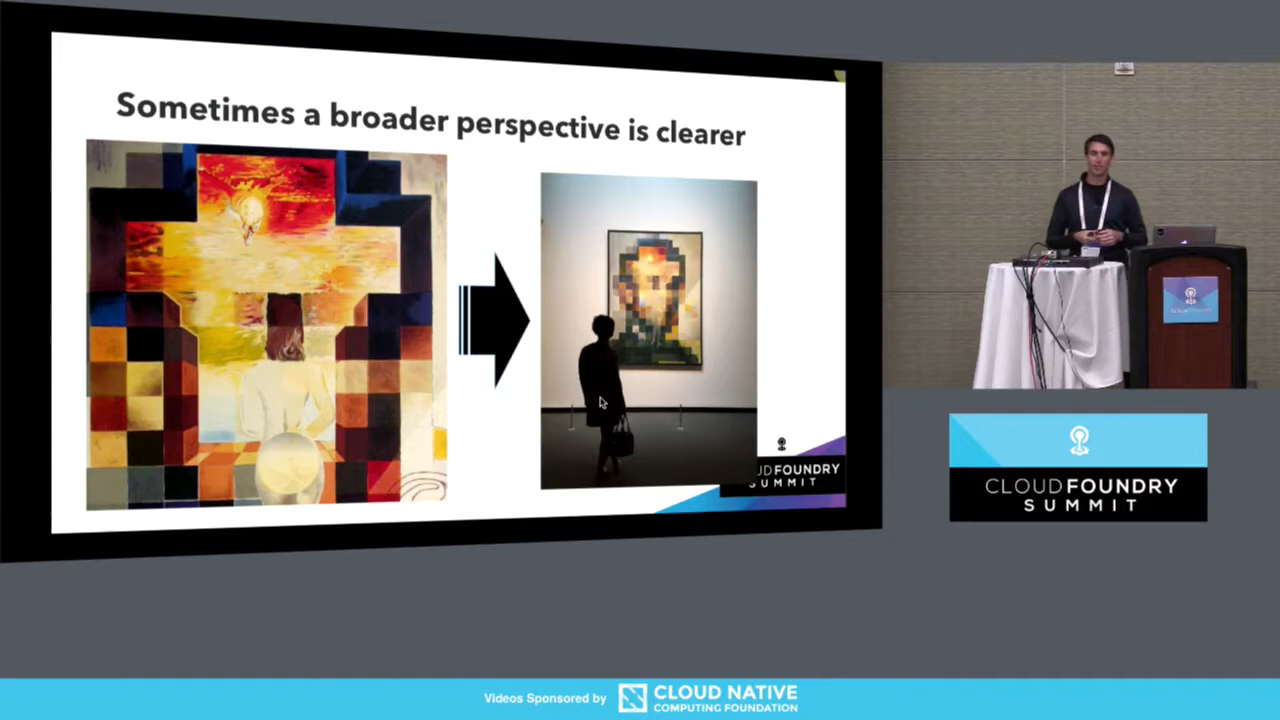 Sometimes a broader perspective is clearer
UDFOUNDRY
SUMMIT
CLOUDFOUNDRY
SUMMIT
Videos Sponsored by
CLOUD NATIVE
COMPUTING FOUNDATION